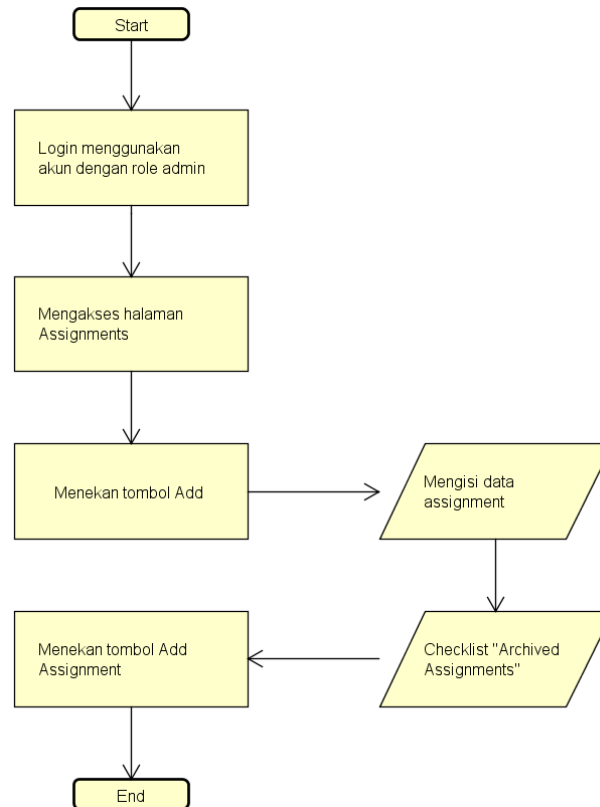 Start
Login menggunakan
akun dengan role admin
Mengakses halaman
Assignments
Menekan tombol Add
Mengisi data
assignment
Checklist "Archived
Assignments"
Menekan tombol Add
Assignment
End